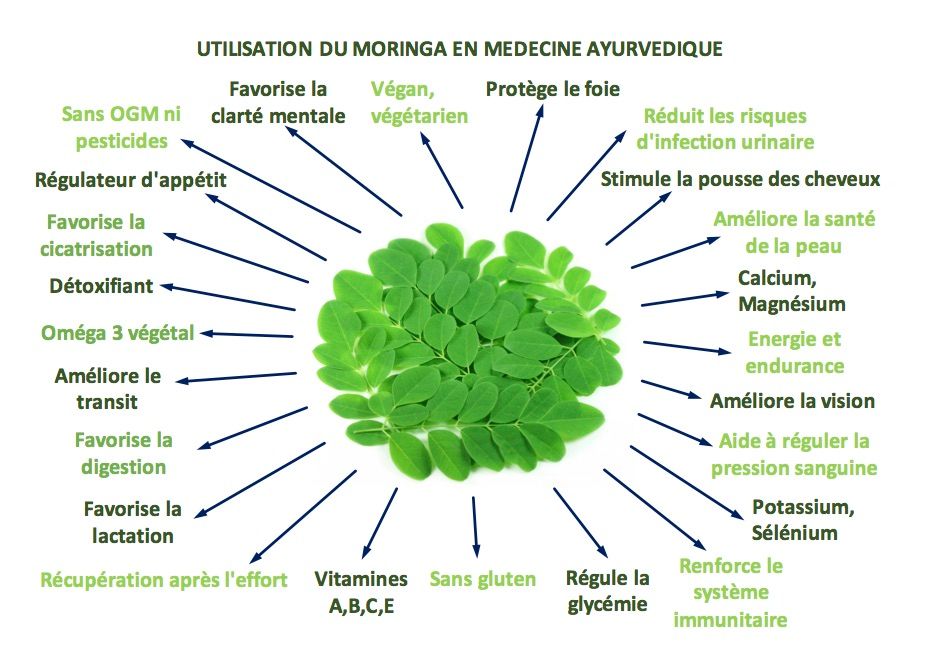 UTILISATION DU MORINGA EN MEDECINE AYURVEDIQUE
Favorise la
clarté mentale
Végan,
végétarien
Protège le foie
Sans OGM ni
pesticides
Réduit les risques
d'infection urinaire
Régulateur d'appétit
Stimule la pousse des cheveux
Favorise la
cicatrisation
Améliore la santé
de la peau
Détoxifiant
Calcium,
Magnésium
Oméga 3 végétal
Energie et
endurance
Améliore le
transit
Améliore la vision
Favorise la
digestion
Aide à réguler la
pression sanguine
Favorise la
lactation
Potassium,
Sélénium
Récupération après l'effort
Vitamines
A,B,C,E
Sans gluten
Régule la
glycémie
Renforce le
système
immunitaire